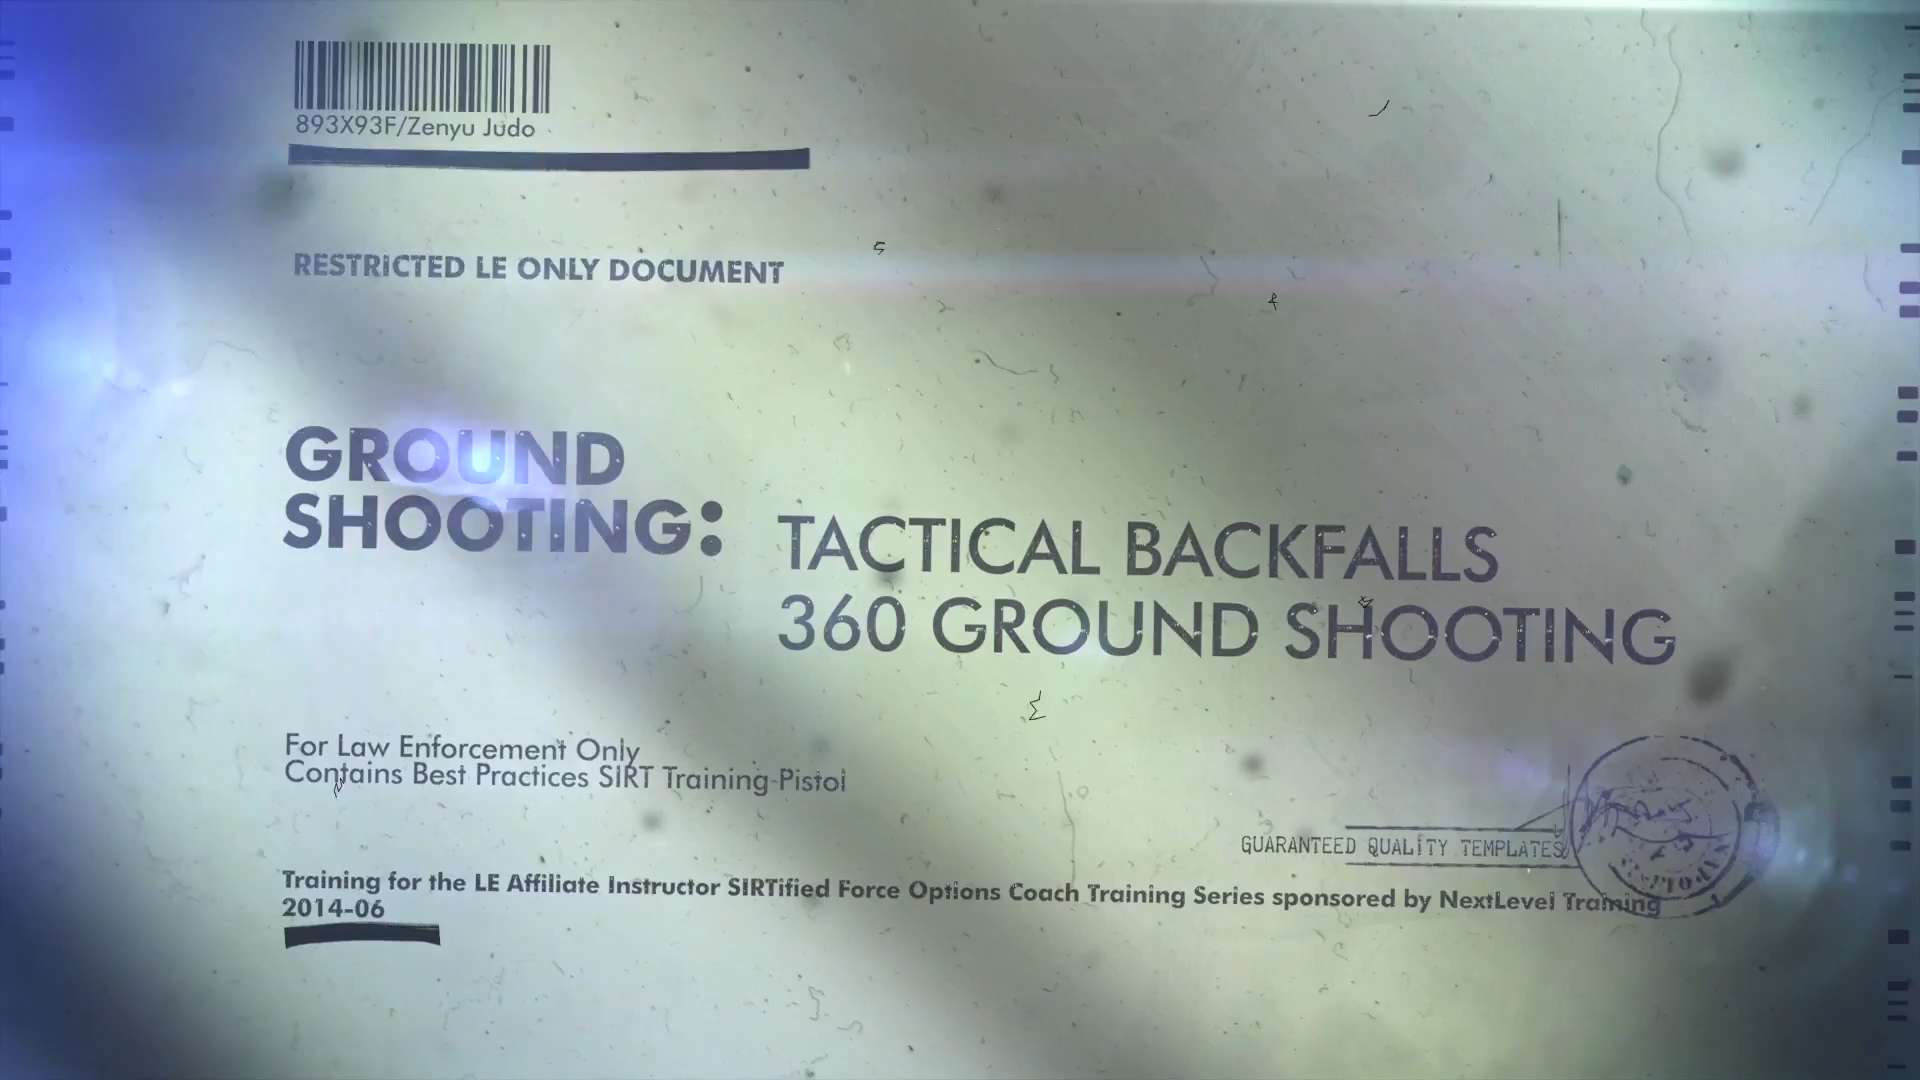 893X93F/Zenyu Judo
RESTRICTED LE ONLY DOCUMENT
GROUND
SHOOTING:
TACTICAL BACKFALLS
360 GROUND SHOOTING
For Law Enforcement Only
Contains Best Practices SIRT Training-Pistol
GUARANTEED QUALITY TEMPLATES
Training for the LE Affiliate Instructor SIRTified Force Options Coach Training Series sponsored by NextLevel Training
2014-06